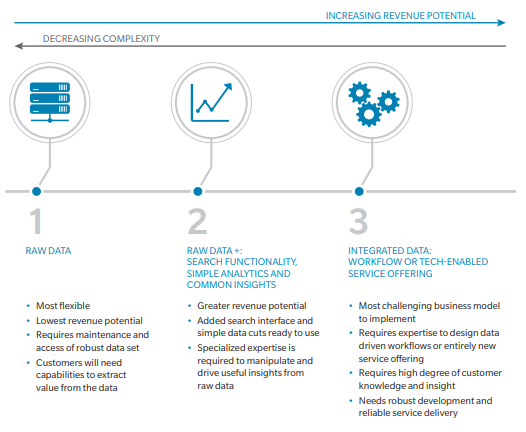 INCREASING REVENUE POTENTIAL
DECREASING COMPLEXITY
1
RAW DATA
• Most flexible
• Lowest revenue potential
• Requires maintenance and
access of robust data set
• Customers will need
capabilities to extract
value from the data
2
RAW DATA +:
SEARCH FUNCTIONALITY,
SIMPLE ANALYTICS AND
COMMON INSIGHTS
• Greater revenue potential
• Added search interface and
simple data cuts ready to use
• Specialized expertise is
required to manipulate and
drive useful insights from
raw data
3
INTEGRATED DATA:
WORKFLOW OR TECH-ENABLED
SERVICE OFFERING
• Most challenging business model
to implement
• Requires expertise to design data
driven workflows or entirely new
service offering
• Requires high degree of customer
knowledge and insight
• Needs robust development and
reliable service delivery